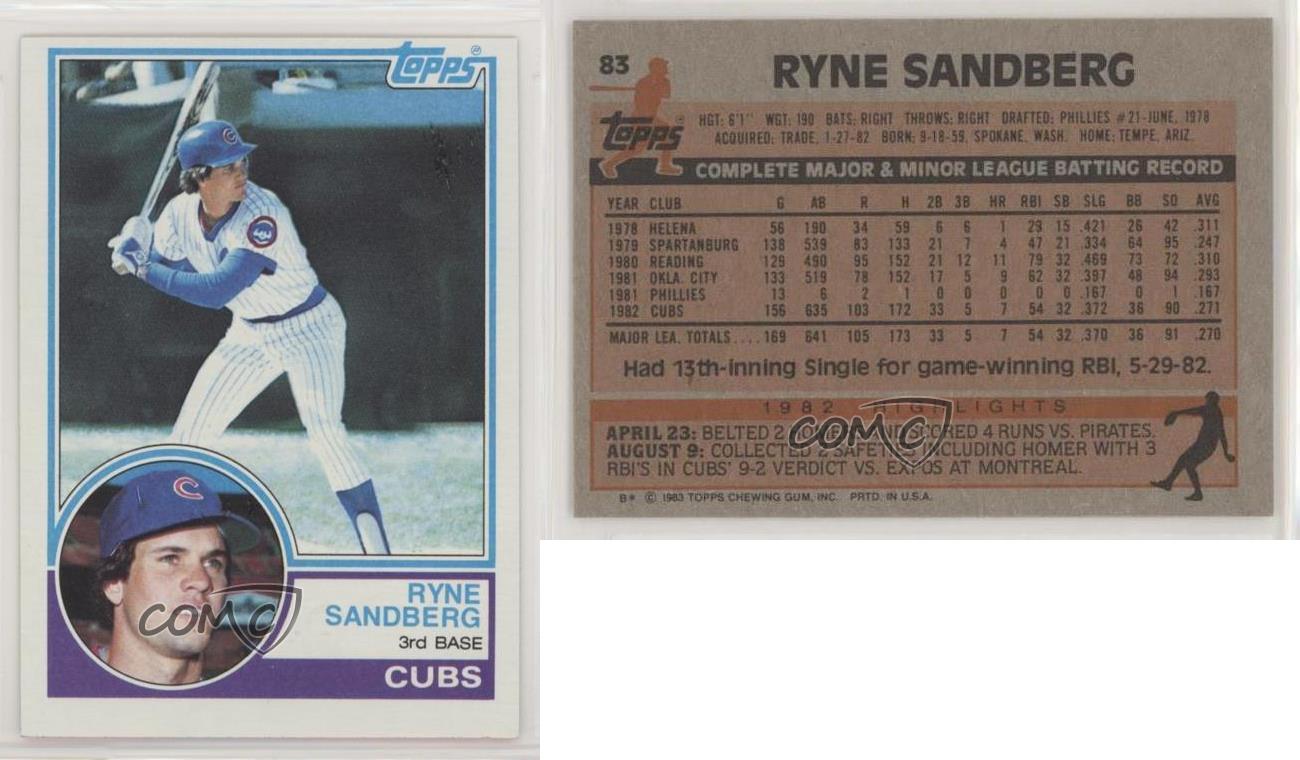 Topps
RYNE
SANDBERG
3rd BASE
CUBS
COMC
83
RYNE SANDBERG
Topps
HGT: 6'1" WGT: 190 BATS: RIGHT THROWS: RIGHT DRAFTED: PHILLIES #21-JUNE, 1978
ACQUIRED: TRADE, 1-27-82 BORN: 9-18-59, SPOKANE, WASH. HOME: TEMPE, ARIZ.
COMPLETE MAJOR & MINOR LEAGUE BATTING RECORD
YEAR CLUB G AB R H 2B 3B HR RBI SB SLG BB SO AVG
1978 HELENA 56 190 34 59 6 6 1 29 15 .421 26 42 .311
1979 SPARTANBURG 138 539 83 133 21 7 4 47 21 .334 64 95 .247
1980 READING 129 490 95 152 21 12 11 79 32 .469 73 72 .310
1981 OKLA. CITY 133 519 78 152 17 5 9 62 32 .397 48 94 .293
1981 PHILLIES 13 6 2 1 0 0 0 0 0 .167 0 1 .167
1982 CUBS 156 635 103 172 33 5 7 54 32 .372 36 90 .271
MAJOR LEA. TOTALS.... 169 641 105 173 33 5 7 54 32 .370 36 91 .270
Had 13th-inning Single for game-winning RBI, 5-29-82.
1982 HIGHLIGHTS
APRIL 23: BELTED 2 AND SCORED 4 RUNS VS. PIRATES.
AUGUST 9: COLLECTED 2 SAFETIES INCLUDING HOMER WITH 3
RBI'S IN CUBS' 9-2 VERDICT VS. EXPOS AT MONTREAL.
COMC
B* © 1983 TOPPS CHEWING GUM, INC. PRTD. IN U.S.A.